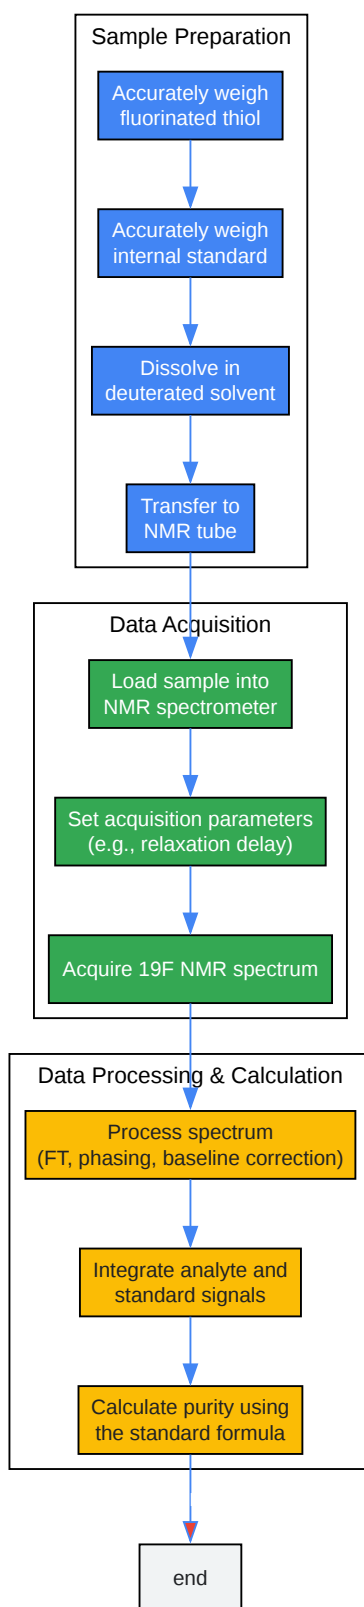 Sample Preparation
Accurately weigh
fluorinated thiol
Accurately weigh
internal standard
Dissolve in
deuterated solvent
Transfer to
NMR tube
Data Acquisition
Load sample into
NMR spectrometer
Set acquisition parameters
(e.g., relaxation delay)
Acquire 19F NMR spectrum
Data Processing & Calculation
Process spectrum
(FT, phasing, baseline correction)
Integrate analyte and
standard signals
Calculate purity using
the standard formula
end